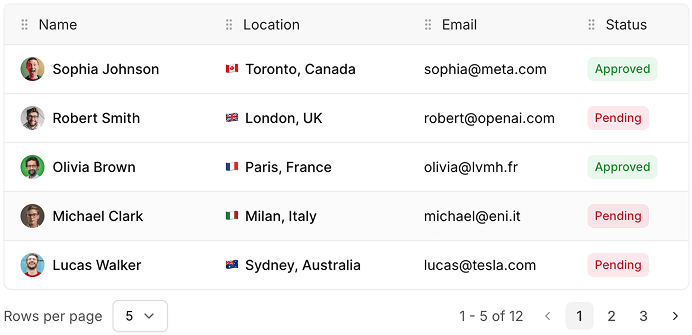 Name Location Email Status
Sophia Johnson Toronto, Canada sophia@meta.com Approved
Robert Smith London, UK robert@openai.com Pending
Olivia Brown Paris, France olivia@lvmh.fr Approved
Michael Clark Milan, Italy michael@eni.it Pending
Lucas Walker Sydney, Australia lucas@tesla.com Pending
Rows per page 5 1 - 5 of 12 1 2 3